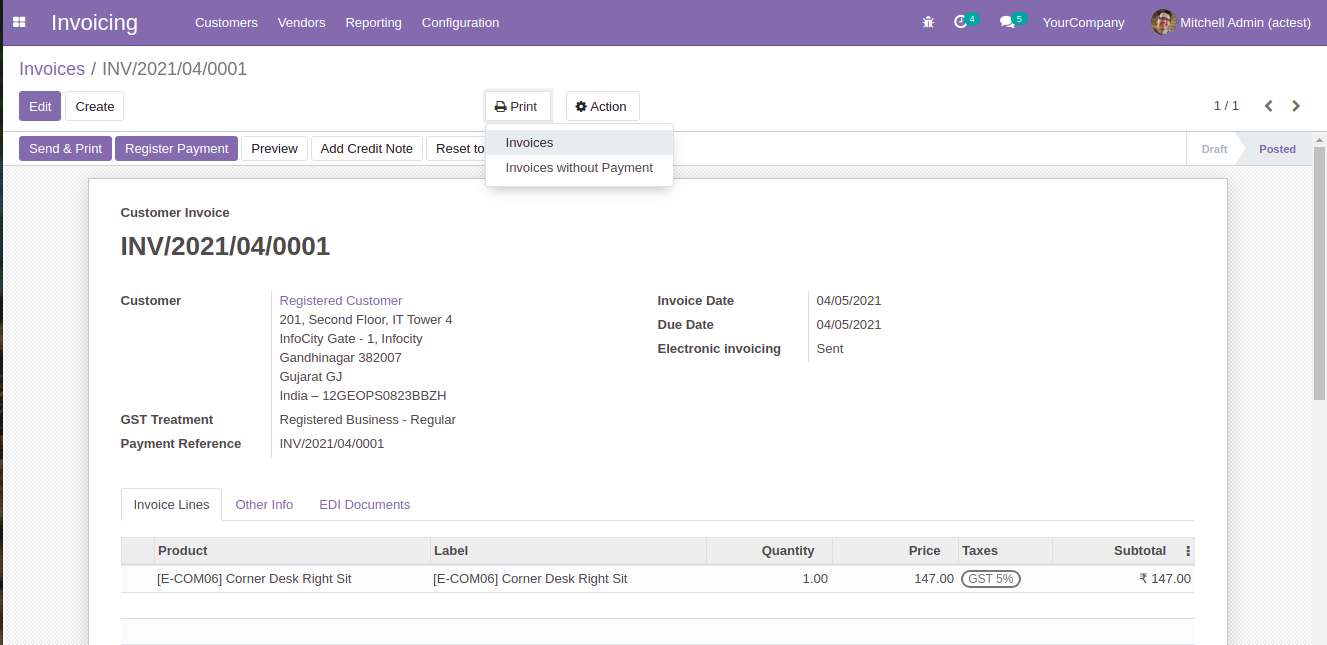 Invoicing Customers Vendors Reporting Configuration 4 5 YourCompany Mitchell Admin (actest)
Invoices / INV/2021/04/0001
Edit Create Print Action 1 / 1
Send & Print Register Payment Preview Add Credit Note Reset to Draft Posted
Invoices
Invoices without Payment
Customer Invoice
INV/2021/04/0001
Customer Registered Customer Invoice Date 04/05/2021
201, Second Floor, IT Tower 4
Due Date 04/05/2021
InfoCity Gate - 1, Infocity
Electronic invoicing Sent
Gandhinagar 382007
Gujarat GJ
India – 12GEOPS0823BBZH
GST Treatment Registered Business - Regular
Payment Reference INV/2021/04/0001
Invoice Lines Other Info EDI Documents
Product Label Quantity Price Taxes Subtotal
[E-COM06] Corner Desk Right Sit [E-COM06] Corner Desk Right Sit 1.00 147.00 GST 5% ₹ 147.00